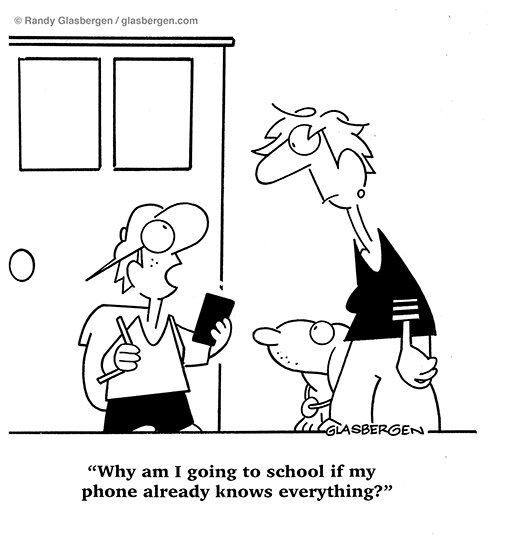 © Randy Glasbergen / glasbergen.com
GLASBERGEN
“Why am I going to school if my
phone already knows everything?”